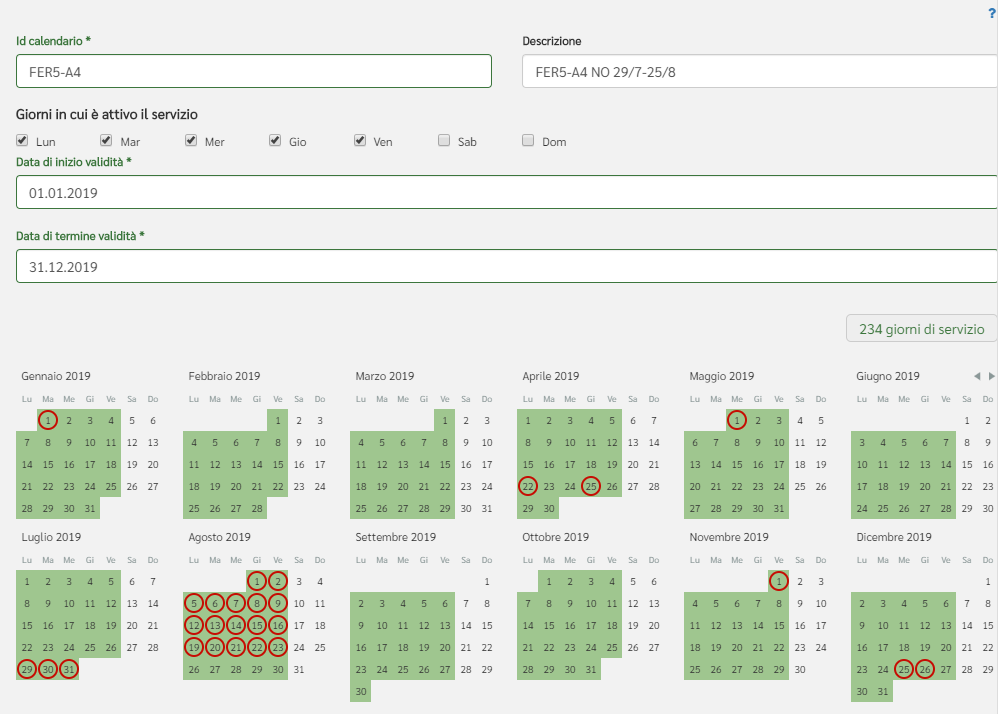 ?
Id calendario *
Descrizione
FER5-A4
FER5-A4 NO 29/7-25/8
Giorni in cui è attivo il servizio
Lun Mar Mer Gio Ven Sab Dom
Data di inizio validità *
01.01.2019
Data di termine validità *
31.12.2019
234 giorni di servizio
Gennaio 2019
Lu Ma Me Gi Ve Sa Do
1 2 3 4 5 6
7 8 9 10 11 12 13
14 15 16 17 18 19 20
21 22 23 24 25 26 27
28 29 30 31
Febbraio 2019
Lu Ma Me Gi Ve Sa Do
1 2 3
4 5 6 7 8 9 10
11 12 13 14 15 16 17
18 19 20 21 22 23 24
25 26 27 28
Marzo 2019
Lu Ma Me Gi Ve Sa Do
1 2 3
4 5 6 7 8 9 10
11 12 13 14 15 16 17
18 19 20 21 22 23 24
25 26 27 28 29 30 31
Aprile 2019
Lu Ma Me Gi Ve Sa Do
1 2 3 4 5 6 7
8 9 10 11 12 13 14
15 16 17 18 19 20 21
22 23 24 25 26 27 28
29 30
Maggio 2019
Lu Ma Me Gi Ve Sa Do
1 2 3 4 5
6 7 8 9 10 11 12
13 14 15 16 17 18 19
20 21 22 23 24 25 26
27 28 29 30 31
Giugno 2019
Lu Ma Me Gi Ve Sa Do
1 2
3 4 5 6 7 8 9
10 11 12 13 14 15 16
17 18 19 20 21 22 23
24 25 26 27 28 29 30
Luglio 2019
Lu Ma Me Gi Ve Sa Do
1 2 3 4 5 6 7
8 9 10 11 12 13 14
15 16 17 18 19 20 21
22 23 24 25 26 27 28
29 30 31
Agosto 2019
Lu Ma Me Gi Ve Sa Do
1 2 3 4
5 6 7 8 9 10 11
12 13 14 15 16 17 18
19 20 21 22 23 24 25
26 27 28 29 30 31
Settembre 2019
Lu Ma Me Gi Ve Sa Do
1
2 3 4 5 6 7 8
9 10 11 12 13 14 15
16 17 18 19 20 21 22
23 24 25 26 27 28 29
30
Ottobre 2019
Lu Ma Me Gi Ve Sa Do
1 2 3 4 5 6
7 8 9 10 11 12 13
14 15 16 17 18 19 20
21 22 23 24 25 26 27
28 29 30 31
Novembre 2019
Lu Ma Me Gi Ve Sa Do
1 2 3
4 5 6 7 8 9 10
11 12 13 14 15 16 17
18 19 20 21 22 23 24
25 26 27 28 29 30
Dicembre 2019
Lu Ma Me Gi Ve Sa Do
1
2 3 4 5 6 7 8
9 10 11 12 13 14 15
16 17 18 19 20 21 22
23 24 25 26 27 28 29
30 31